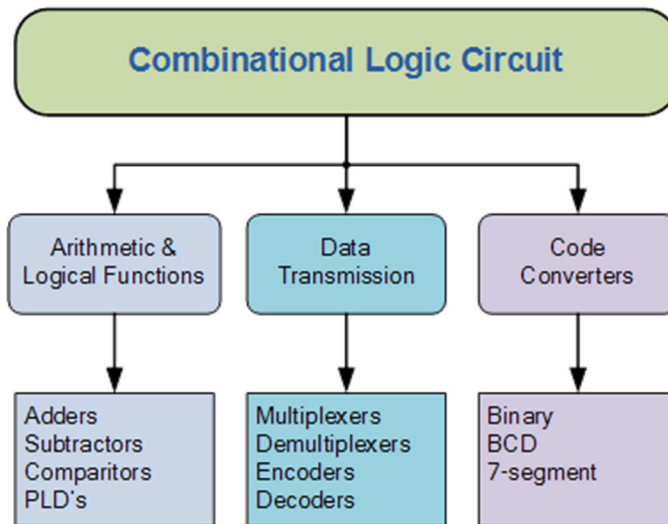 Combinational Logic Circuit
Arithmetic &
Logical Functions
Data
Transmission
Code
Converters
Adders
Subtractors
Comparitors
PLD's
Multiplexers
Demultiplexers
Encoders
Decoders
Binary
BCD
7-segment